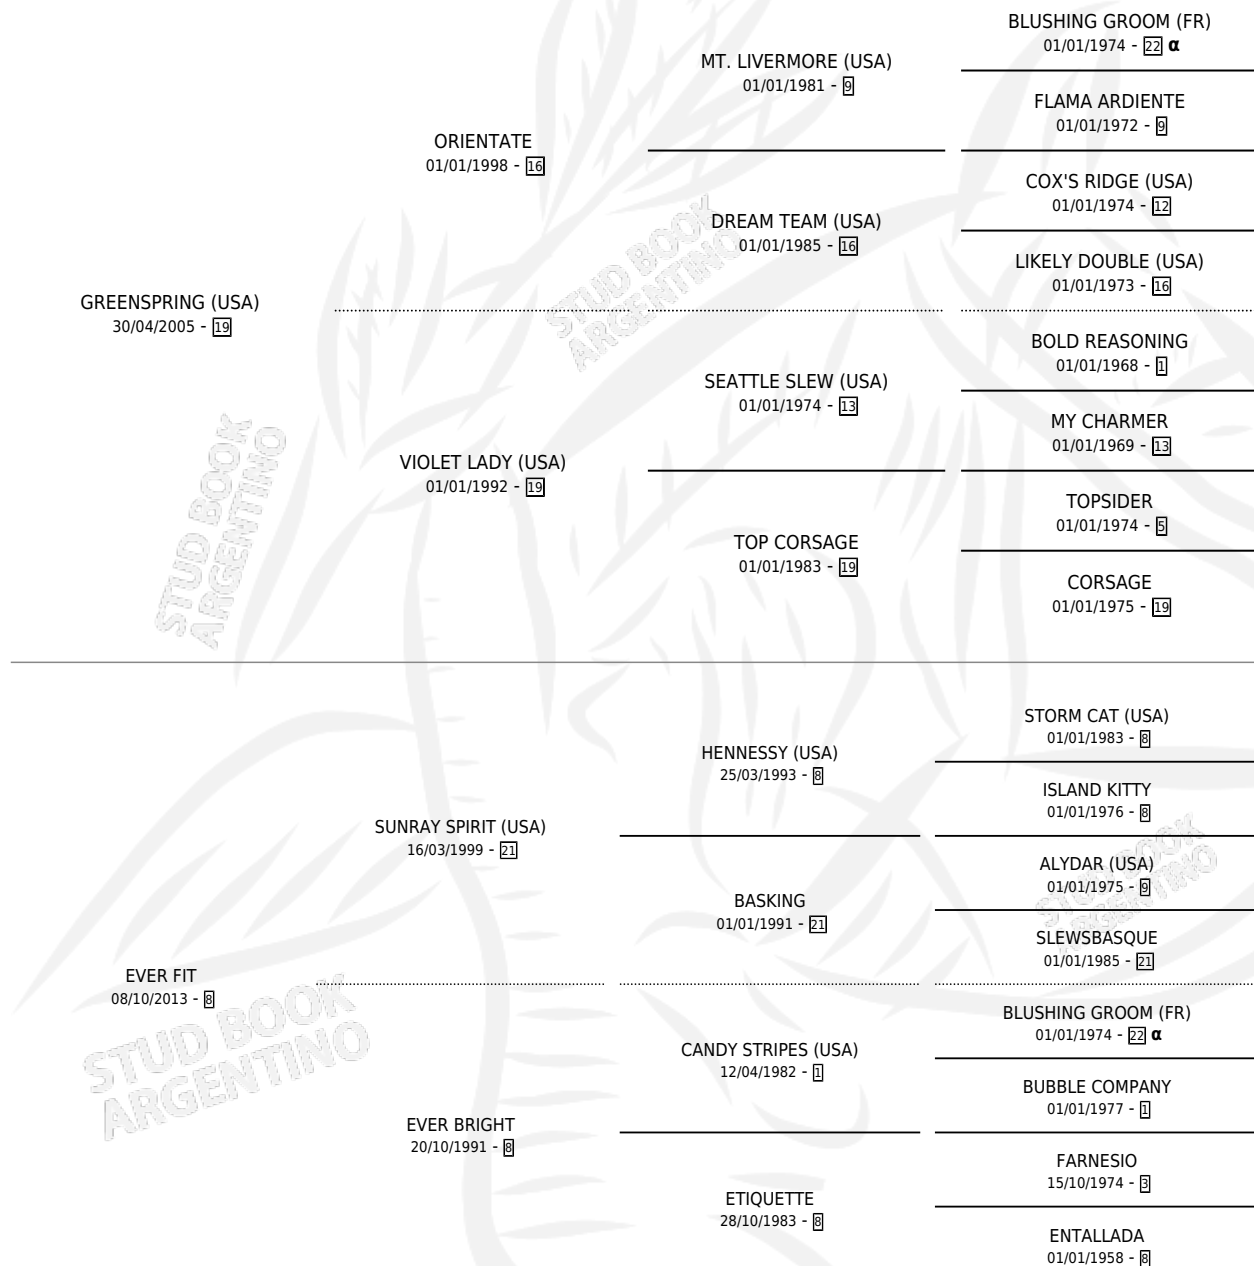 BLUSHING GROOM (FR)
01/01/1974 - 22 α
MT. LIVERMORE (USA)
01/01/1981 - 9
FLAMA ARDIENTE
01/01/1972 - 9
ORIENTATE
01/01/1998 - 16
COX'S RIDGE (USA)
01/01/1974 - 12
DREAM TEAM (USA)
01/01/1985 - 16
LIKELY DOUBLE (USA)
01/01/1973 - 16
GREENSPRING (USA)
30/04/2005 - 19
BOLD REASONING
01/01/1968 - 1
SEATTLE SLEW (USA)
01/01/1974 - 13
MY CHARMER
01/01/1969 - 13
VIOLET LADY (USA)
01/01/1992 - 19
TOPSIDER
01/01/1974 - 5
TOP CORSAGE
01/01/1983 - 19
CORSAGE
01/01/1975 - 19
STORM CAT (USA)
01/01/1983 - 8
HENNESSY (USA)
25/03/1993 - 8
ISLAND KITTY
01/01/1976 - 8
SUNRAY SPIRIT (USA)
16/03/1999 - 21
ALYDAR (USA)
01/01/1975 - 9
BASKING
01/01/1991 - 21
SLEWSBASQUE
01/01/1985 - 21
EVER FIT
08/10/2013 - 8
BLUSHING GROOM (FR)
01/01/1974 - 22 α
CANDY STRIPES (USA)
12/04/1982 - 1
BUBBLE COMPANY
01/01/1977 - 1
EVER BRIGHT
20/10/1991 - 8
FARNESIO
15/10/1974 - 3
ETIQUETTE
28/10/1983 - 8
ENTALLADA
01/01/1958 - 8
STUD BOOK
ARGENTINO
STUD BOOK
ARGENTINO
STUD BOOK
ARGENTINO
STUD BOOK
ARGENTINO